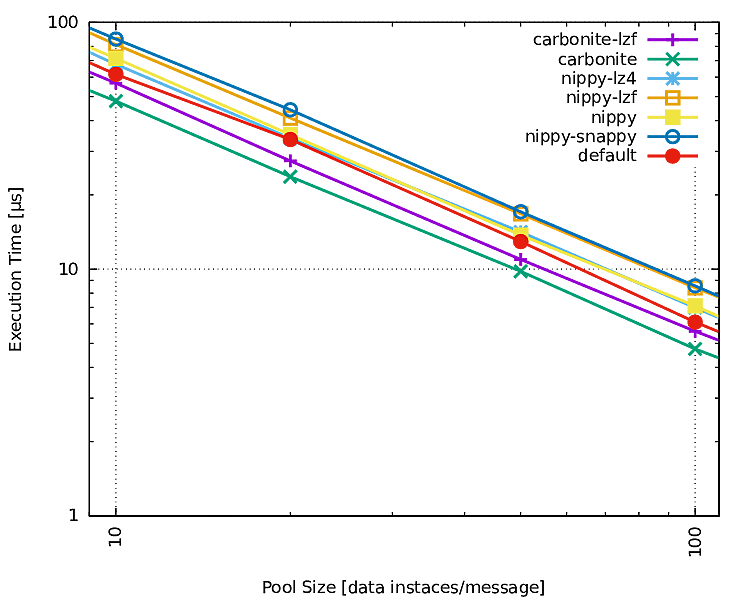 100
10
1
Execution Time [µs]
carbonite-lzf
carbonite
nippy-lz4
nippy-lzf
nippy
nippy-snappy
default
10
100
Pool Size [data instaces/message]